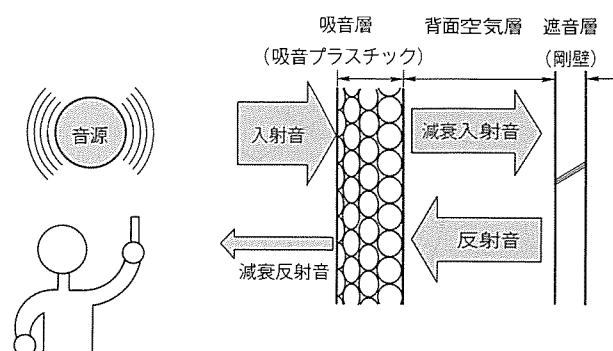 吸音層 背面空気層 遮音層
(吸音プラスチック) (剛壁)
音源 入射音 減衰入射音
反射音
減衰反射音